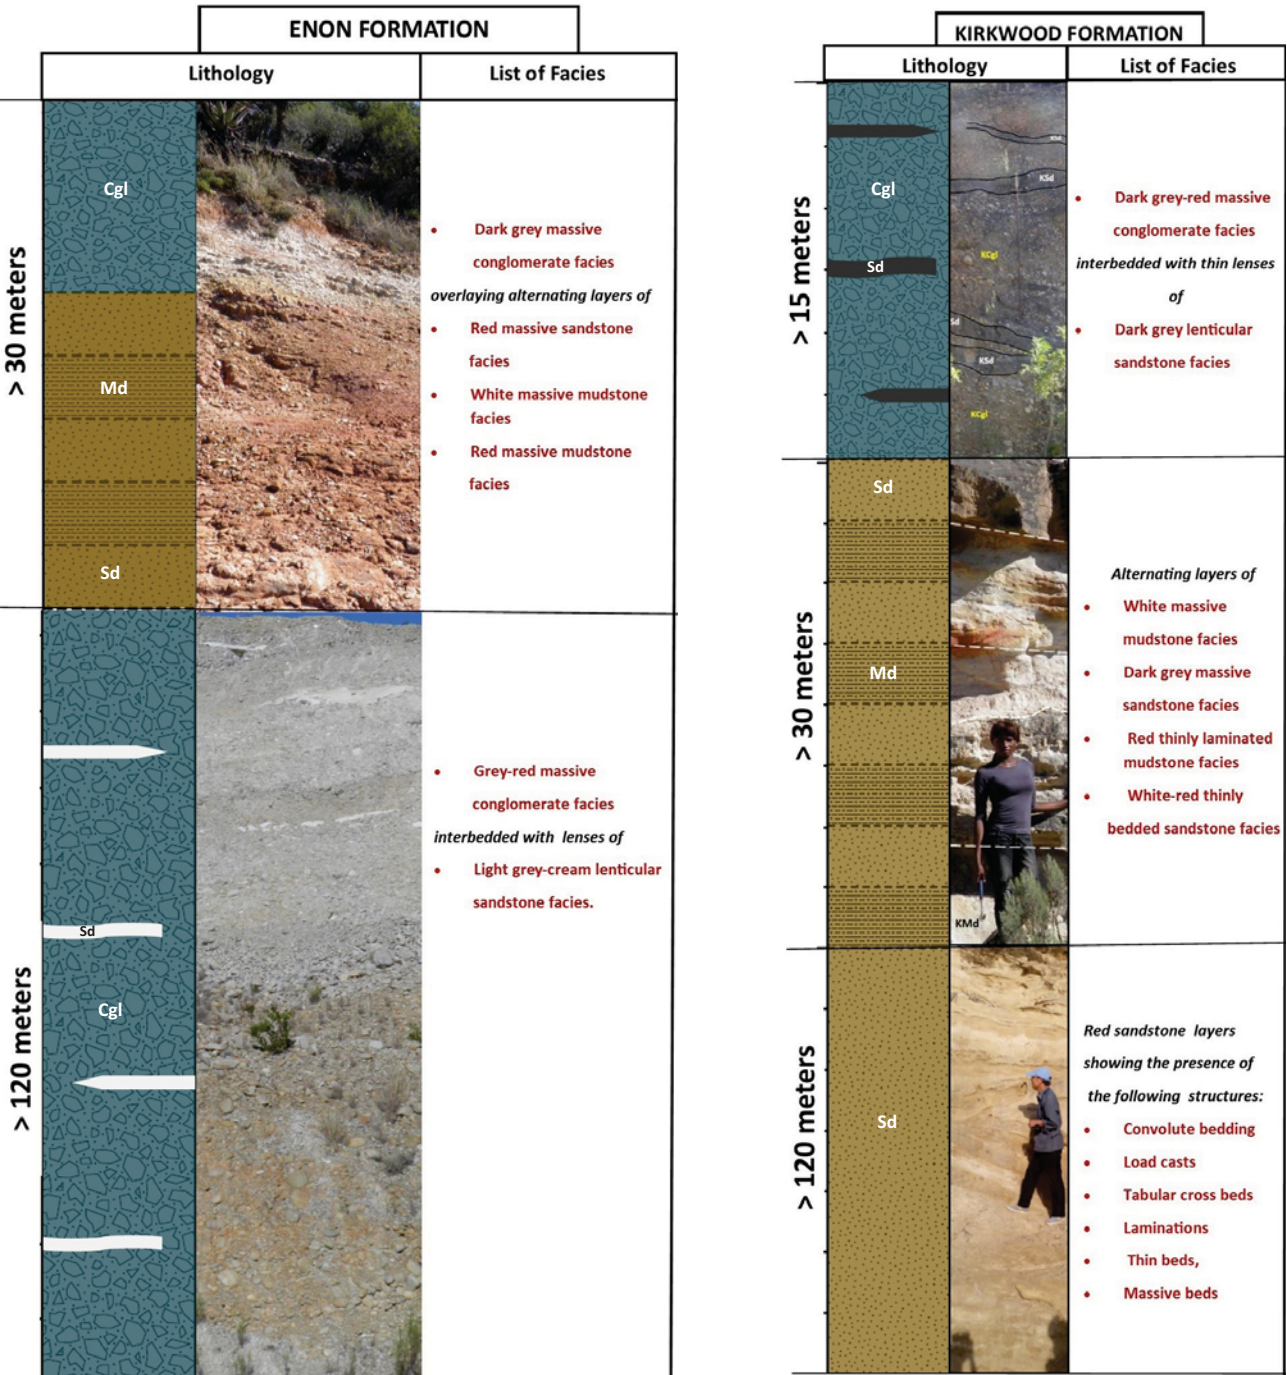 ENON FORMATION
Lithology
List of Facies
> 30 meters
Cgl
Md
Sd
• Dark grey massive
conglomerate facies
overlaying alternating layers of
• Red massive sandstone
facies
• White massive mudstone
facies
• Red massive mudstone
facies
> 120 meters
Sd
Cgl
• Grey-red massive
conglomerate facies
interbedded with lenses of
• Light grey-cream lenticular
sandstone facies.
KIRKWOOD FORMATION
Lithology
List of Facies
> 15 meters
Cgl
Sd
KSd
KSd
KCgl
Sd
KSd
KCgl
• Dark grey-red massive
conglomerate facies
interbedded with thin lenses
of
• Dark grey lenticular
sandstone facies
> 30 meters
Sd
Md
KMd
Alternating layers of
• White massive
mudstone facies
• Dark grey massive
sandstone facies
• Red thinly laminated
mudstone facies
• White-red thinly
bedded sandstone facies
> 120 meters
Sd
Red sandstone layers
showing the presence of
the following structures:
• Convolute bedding
• Load casts
• Tabular cross beds
• Laminations
• Thin beds,
• Massive beds